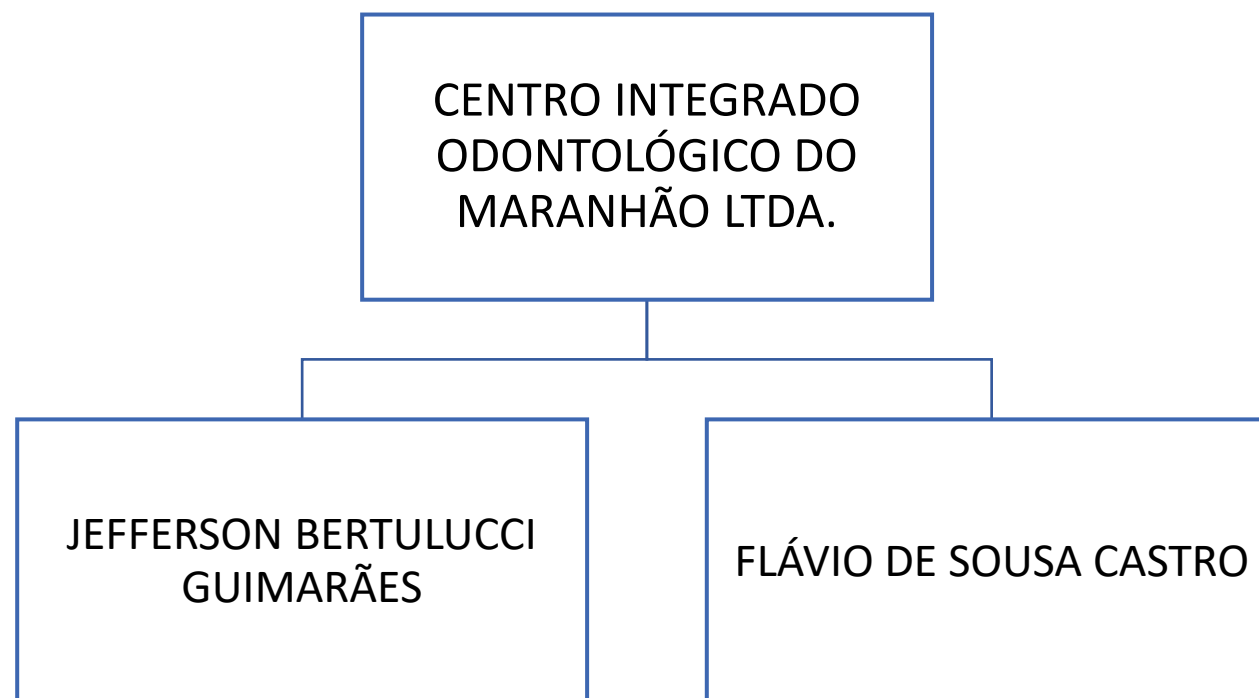 CENTRO INTEGRADO
ODONTOLÓGICO DO
MARANHÃO LTDA.
JEFFERSON BERTULUCCI
GUIMARÃES
FLÁVIO DE SOUSA CASTRO